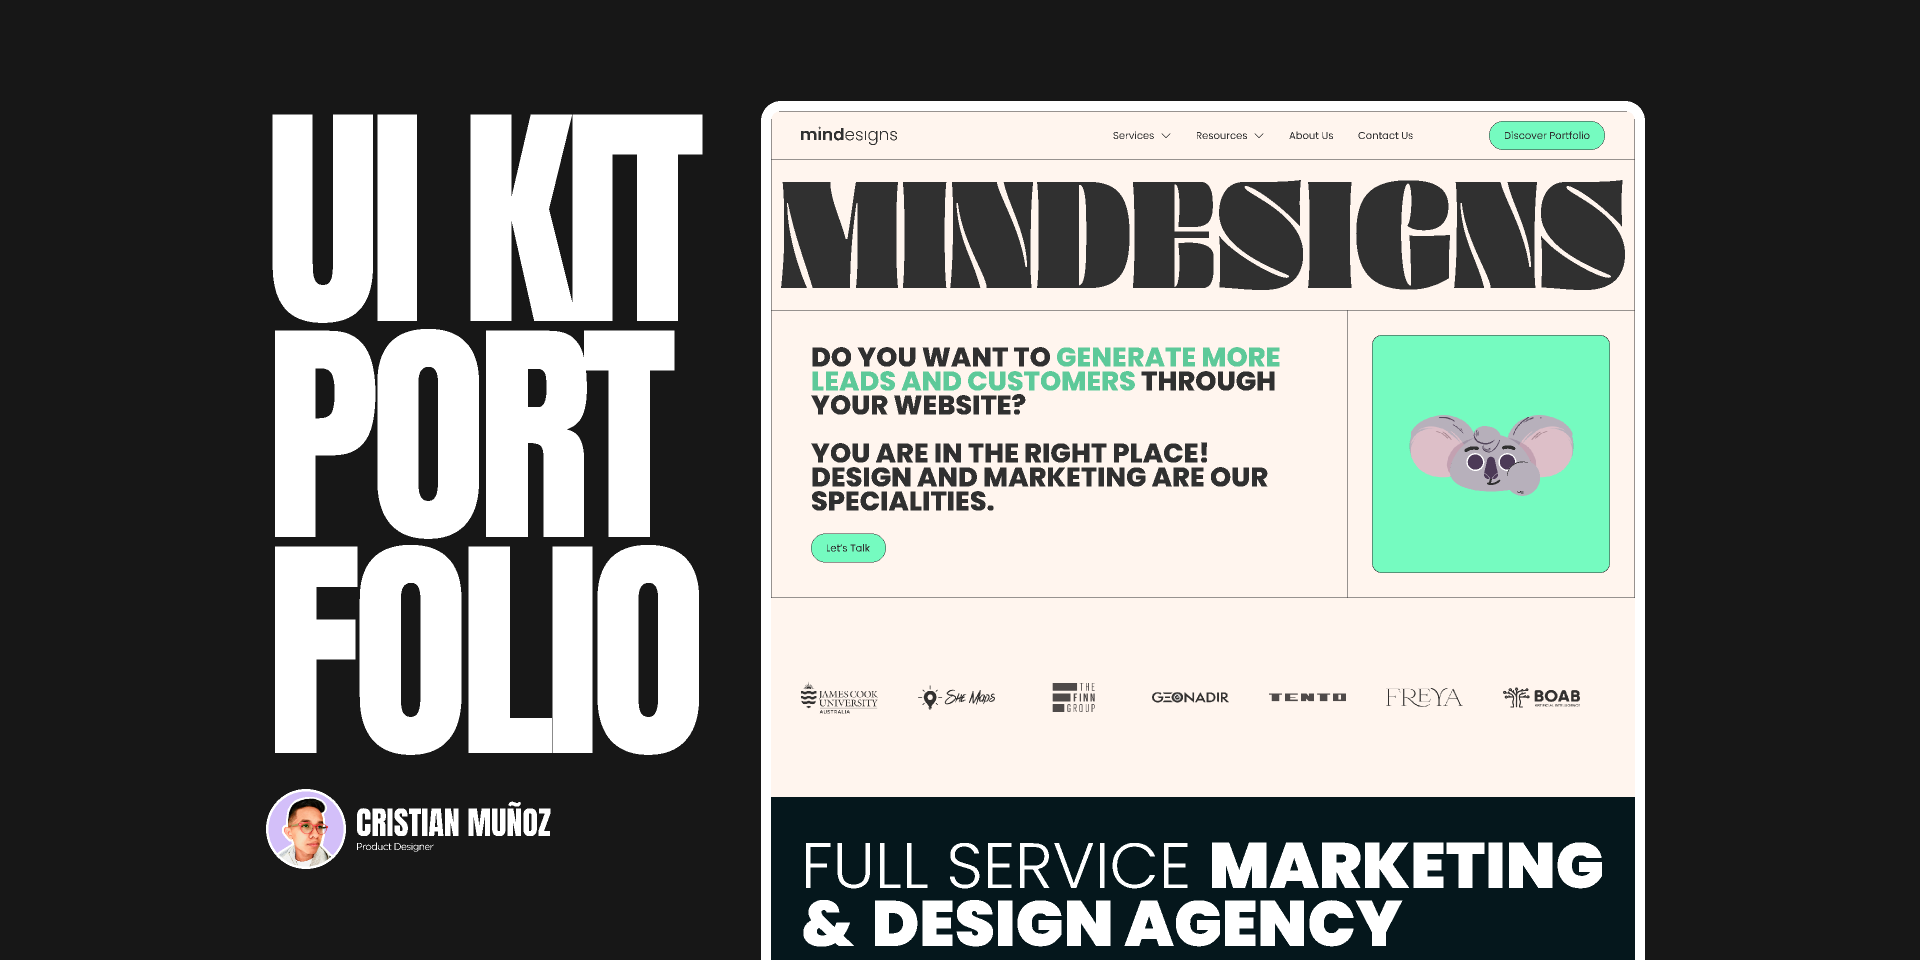 UI KIT
PORT
FOLIO
CRISTIAN MUÑOZ
Product Designer
mindesigns
Services
Resources
About Us
Contact Us
Discover Portfolio
MINDESIGNS
DO YOU WANT TO GENERATE MORE
LEADS AND CUSTOMERS THROUGH
YOUR WEBSITE?
YOU ARE IN THE RIGHT PLACE!
DESIGN AND MARKETING ARE OUR
SPECIALITIES.
Let's Talk
JAMES COOK
UNIVERSITY
AUSTRALIA
SHE MAPS
THE
FINN
GROUP
GEONADIR
TENTO
FREYA
BOAB
ARTIFICIAL INTELLIGENCE
FULL SERVICE MARKETING
& DESIGN AGENCY